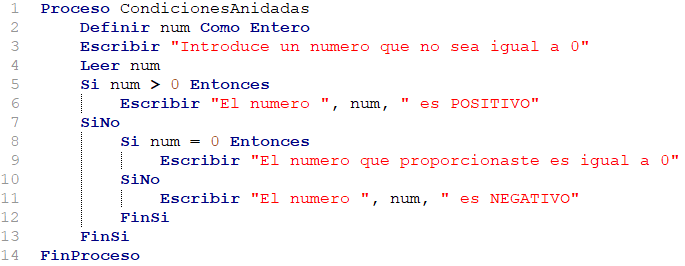 1 Proceso CondicionesAnidadas
2 Definir num Como Entero
3 Escribir "Introduce un numero que no sea igual a 0"
4 Leer num
5 Si num > 0 Entonces
6 Escribir "El numero ", num, " es POSITIVO"
7 SiNo
8 Si num = 0 Entonces
9 Escribir "El numero que proporcionaste es igual a 0"
10 SiNo
11 Escribir "El numero ", num, " es NEGATIVO"
12 FinSi
13 FinSi
14 FinProceso